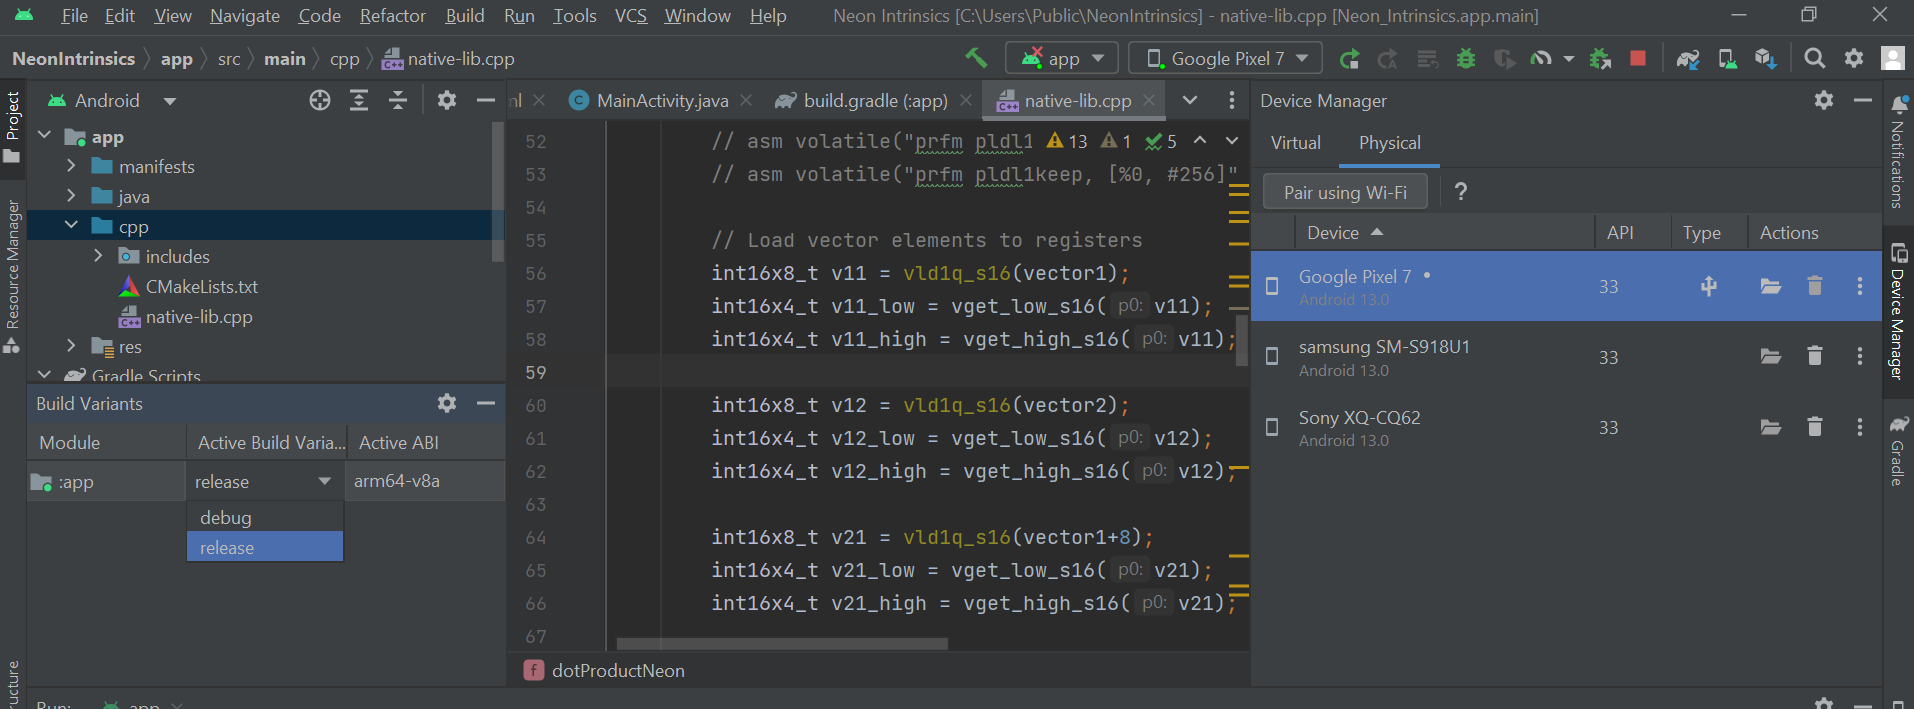 File Edit View Navigate Code Refactor Build Run Tools VCS Window Help Neon Intrinsics [C:\Users\Public\NeonIntrinsics] - native-lib.cpp [Neon_Intrinsics.app.main]
NeonIntrinsics app src main cpp native-lib.cpp app Google Pixel 7
Project
Resource Manager
Android
app
manifests
java
cpp
includes
CMakeLists.txt
native-lib.cpp
res
Gradle Scripts
Build Variants
Module Active Build Varia... Active ABI
:app release arm64-v8a
debug
release
MainActivity.java build.gradle (:app) native-lib.cpp
52 // asm volatile("prfm pldl1 13 1 5
53 // asm volatile("prfm pldl1keep, [%0, #256]"
54
55 // Load vector elements to registers
56 int16x8_t v11 = vld1q_s16(vector1);
57 int16x4_t v11_low = vget_low_s16( p0: v11);
58 int16x4_t v11_high = vget_high_s16( p0: v11);
59
60 int16x8_t v12 = vld1q_s16(vector2);
61 int16x4_t v12_low = vget_low_s16( p0: v12);
62 int16x4_t v12_high = vget_high_s16( p0: v12);
63
64 int16x8_t v21 = vld1q_s16(vector1+8);
65 int16x4_t v21_low = vget_low_s16( p0: v21);
66 int16x4_t v21_high = vget_high_s16( p0: v21);
67
f dotProductNeon
Device Manager
Virtual Physical
Pair using Wi-Fi ?
Device API Type Actions
Google Pixel 7 33
Android 13.0
samsung SM-S918U1 33
Android 13.0
Sony XQ-CQ62 33
Android 13.0
Notifications
Device Manager
Gradle
Run: app